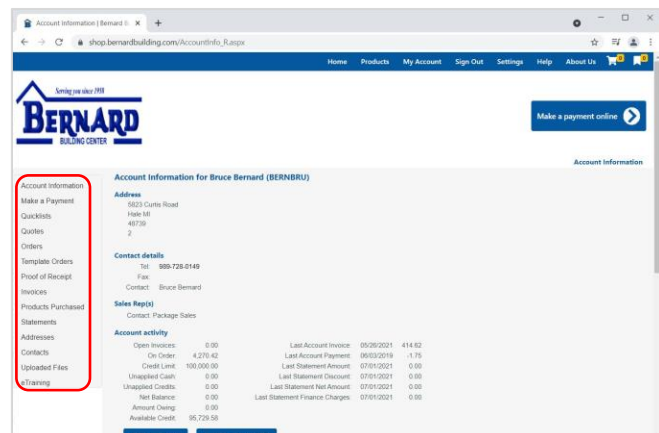 Account Information | Bernard B
shop.bernardbuilding.com/AccountInfo_R.aspx
Home Products My Account Sign Out Settings Help About Us 0 0
Serving you since 1931
BERNARD
BUILDING CENTER
Make a payment online
Account Information
Account Information
Make a Payment
Quicklists
Quotes
Orders
Template Orders
Proof of Receipt
Invoices
Products Purchased
Statements
Addresses
Contacts
Uploaded Files
eTraining
Account Information for Bruce Bernard (BERNBRU)
Address
5823 Curtis Road
Hale MI
48739
2
Contact details
Tel: 989-728-0149
Fax:
Contact: Bruce Bernard
Sales Rep(s)
Contact: Package Sales
Account activity
Open Invoices: 0.00 Last Account Invoice: 05/28/2021 414.62
On Order: 4,270.42 Last Account Payment: 06/03/2019 -1.75
Credit Limit: 100,000.00 Last Statement Amount: 07/01/2021 0.00
Unapplied Cash: 0.00 Last Statement Discount: 07/01/2021 0.00
Unapplied Credits: 0.00 Last Statement Net Amount: 07/01/2021 0.00
Net Balance: 0.00 Last Statement Finance Charges: 07/01/2021 0.00
Amount Owing: 0.00
Available Credit: 95,729.58